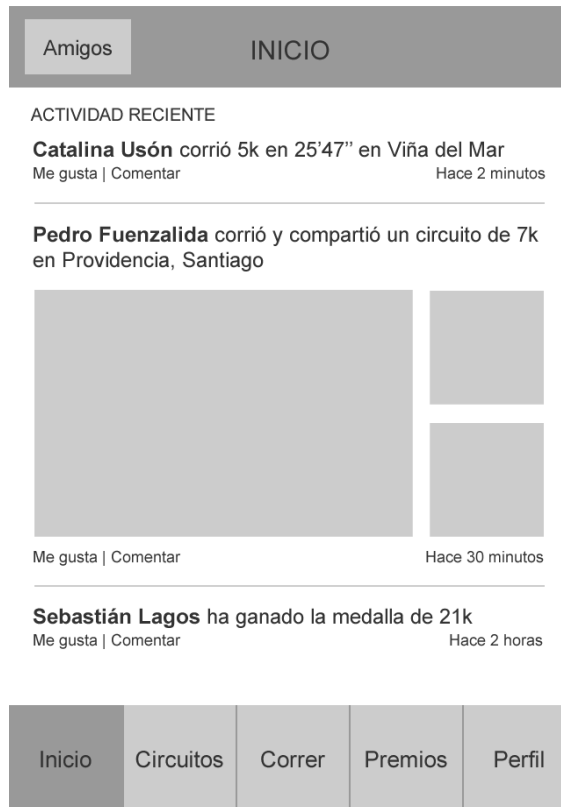 Amigos
INICIO
ACTIVIDAD RECIENTE
Catalina Usón corrió 5k en 25’47’’ en Viña del Mar
Me gusta | Comentar
Hace 2 minutos
Pedro Fuenzalida corrió y compartió un circuito de 7k
en Providencia, Santiago
Me gusta | Comentar
Hace 30 minutos
Sebastián Lagos ha ganado la medalla de 21k
Me gusta | Comentar
Hace 2 horas
Inicio
Circuitos
Correr
Premios
Perfil